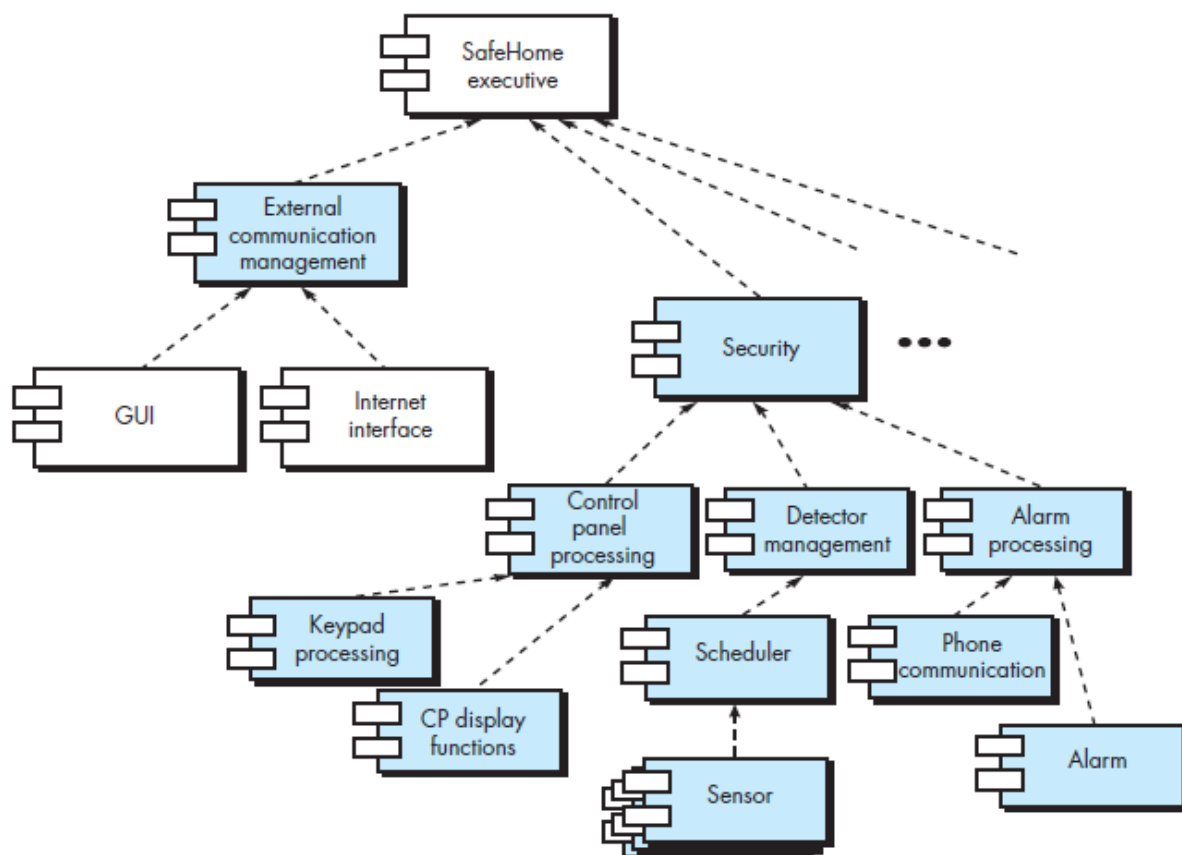 SafeHome
executive
External
communication
management
Security
GUI
Internet
interface
Control
panel
processing
Detector
management
Alarm
processing
Keypad
processing
Scheduler
Phone
communication
CP display
functions
Alarm
Sensor